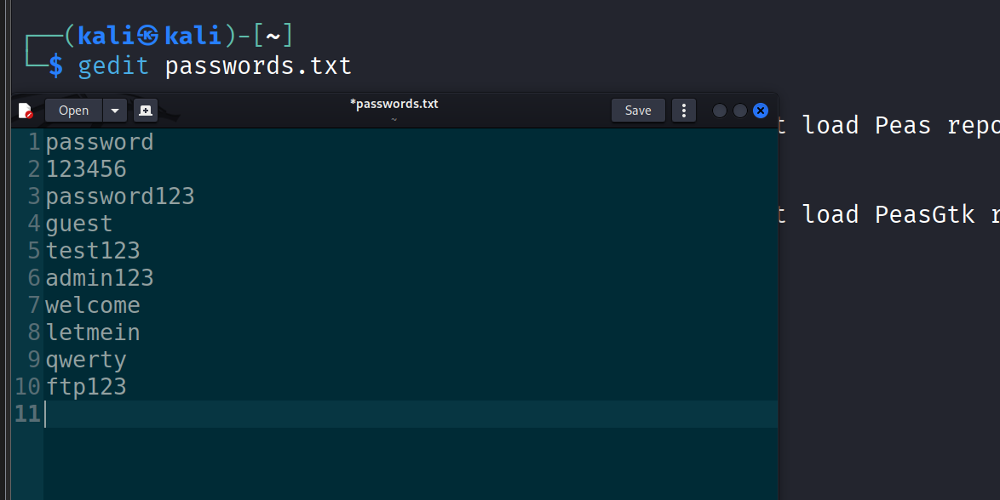 ┌──(kali㉿kali)-[~]
└─$ gedit passwords.txt
Open
*passwords.txt
~
Save
t load Peas repo
t load PeasGtk r
1 password
2 123456
3 password123
4 guest
5 test123
6 admin123
7 welcome
8 letmein
9 qwerty
10 ftp123
11